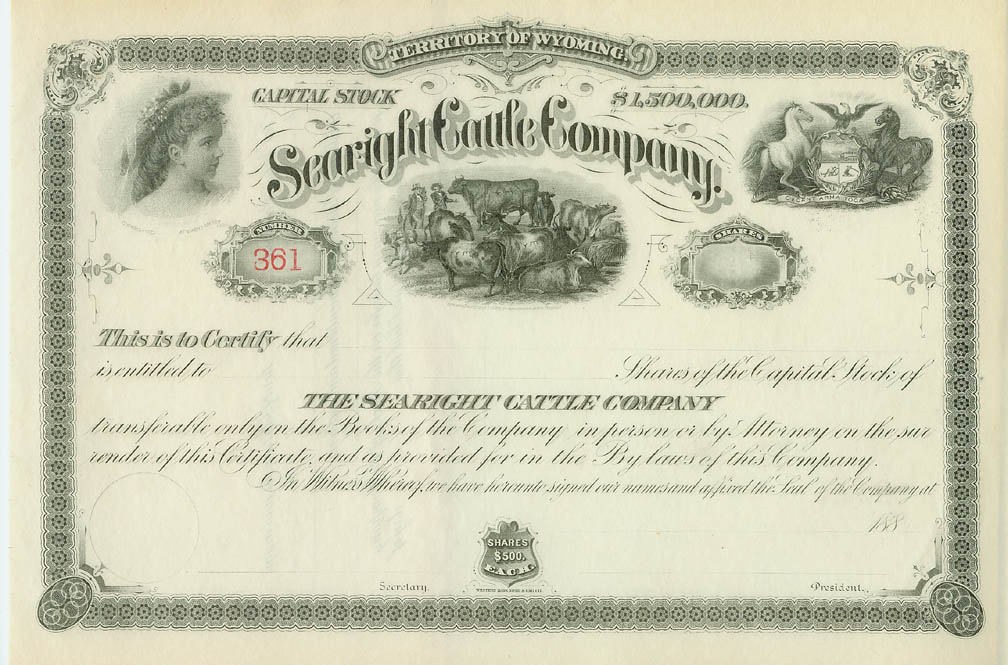 TERRITORY OF WYOMING.
CAPITAL STOCK $1,500,000.
Searight Cattle Company.
NUMBER
361
SHARES
This is to Certify that
is entitled to Shares of the Capital Stock of
THE SEARIGHT CATTLE COMPANY
transferable only on the Books of the Company in person or by Attorney on the sur
render of this Certificate and as provided for in the By laws of this Company.
In Witness Whereof, we have hereunto signed our names and affixed the Seal of the Company at
188
SHARES
$500.
EACH.
Secretary. President.